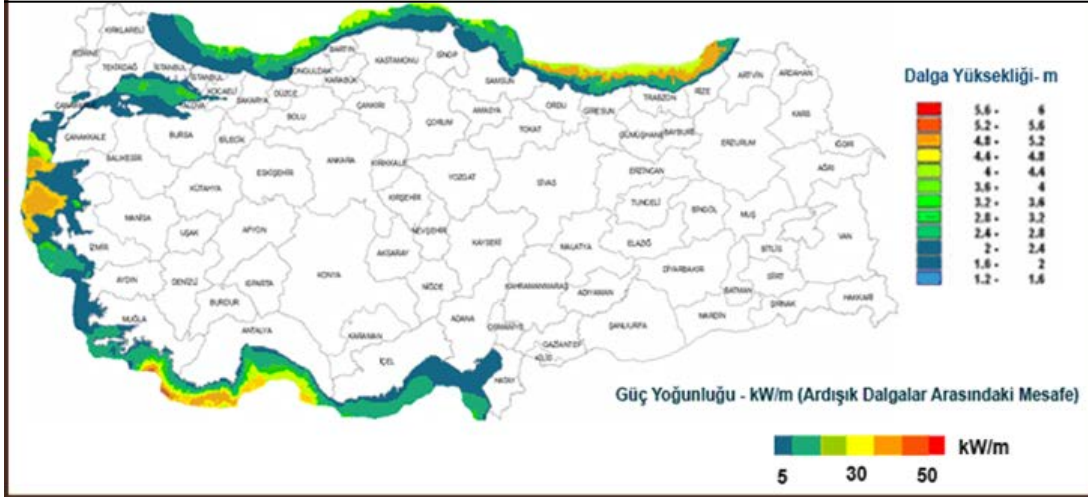 KIRKLARELİ
EDİRNE
TEKİRDAĞ
İSTANBUL
İSTANBUL
KOCAELİ
YALOVA
SAKARYA
DÜZCE
ZONGULDAK
BARTIN
KARABÜK
KASTAMONU
SİNOP
SAMSUN
ORDU
GİRESUN
TRABZON
RİZE
ARTVİN
ARDAHAN
KARS
IĞDIR
AĞRI
ÇANAKKALE
ÇANAKKALE
BALIKESİR
BURSA
BİLECİK
BOLU
ÇANKIRI
ÇORUM
AMASYA
TOKAT
GÜMÜŞHANE
BAYBURT
ERZURUM
ERZİNCAN
ESKİŞEHİR
ANKARA
KIRIKKALE
YOZGAT
SİVAS
KÜTAHYA
KIRŞEHİR
TUNCELİ
BİNGÖL
MUŞ
MANİSA
UŞAK
AFYON
NEVŞEHİR
KAYSERİ
MALATYA
ELAZIĞ
BİTLİS
VAN
İZMİR
AKSARAY
DİYARBAKIR
SİİRT
AYDIN
DENİZLİ
ISPARTA
KONYA
NİĞDE
KAHRAMANMARAŞ
ADIYAMAN
BATMAN
ŞIRNAK
HAKKARİ
BURDUR
MUĞLA
ANTALYA
KARAMAN
ADANA
OSMANİYE
GAZİANTEP
ŞANLIURFA
MARDİN
İÇEL
KİLİS
HATAY
Dalga Yüksekliği- m
5.6 - 6
5.2 - 5.6
4.8 - 5.2
4.4 - 4.8
4 - 4.4
3.6 - 4
3.2 - 3.6
2.8 - 3.2
2.4 - 2.8
2 - 2.4
1.6 - 2
1.2 - 1.6
Güç Yoğunluğu - kW/m (Ardışık Dalgalar Arasındaki Mesafe)
kW/m
5 30 50